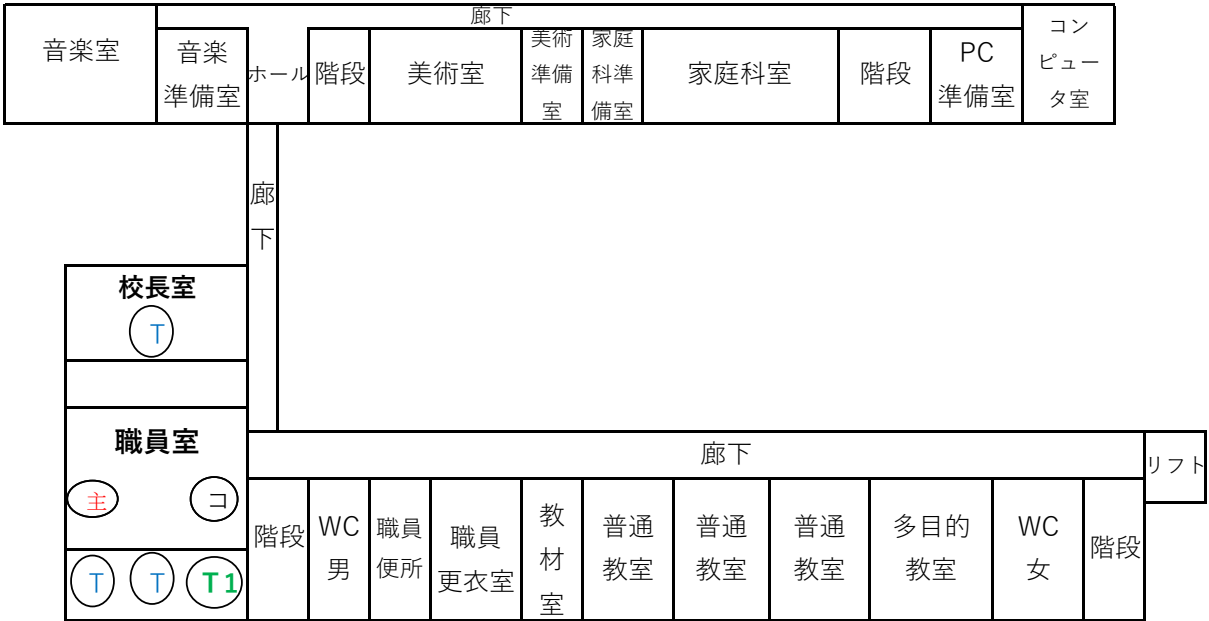 廊下
音楽室
音楽
準備室
ホール
階段
美術室
美術
準備
室
家庭
科準
備室
家庭科室
階段
PC
準備室
コン
ピュー
タ室
廊
下
校長室
T
職員室
主
コ
T
T
T1
廊下
リフト
階段
WC
男
職員
便所
職員
更衣室
教
材
室
普通
教室
普通
教室
普通
教室
多目的
教室
WC
女
階段